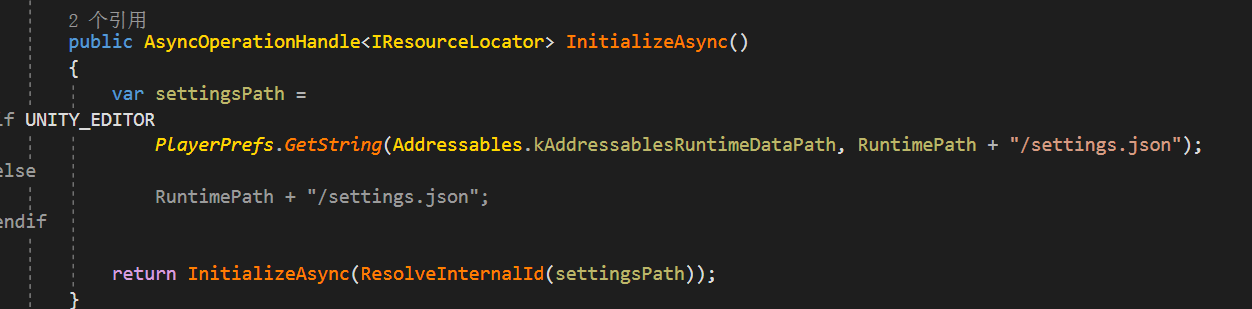 2 个引用
public AsyncOperationHandle<IResourceLocator> InitializeAsync()
{
var settingsPath =
if UNITY_EDITOR
PlayerPrefs.GetString(Addressables.kAddressablesRuntimeDataPath, RuntimePath + "/settings.json");
else
RuntimePath + "/settings.json";
endif
return InitializeAsync(ResolveInternalId(settingsPath));
}